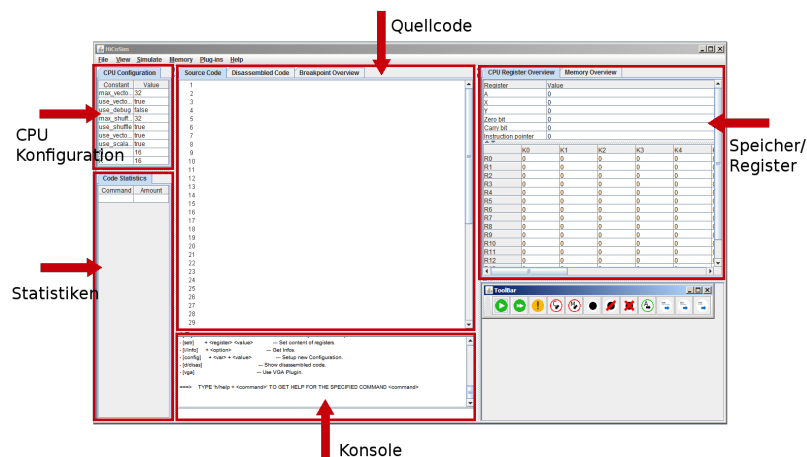 Quellcode
HiCoSim
File View Simulate Memory Plug-ins Help
CPU Configuration
Constant Value
max_vecto... 32
use_vecto... true
use_debug false
max_shuff... 32
use_shuffle true
use_vecto... true
use_scala... true
16
16
CPU
Konfiguration
Code Statistics
Command Amount
Statistiken
Source Code Disassembled Code Breakpoint Overview
1
2
3
4
5
6
7
8
9
10
11
12
13
14
15
16
17
18
19
20
21
22
23
24
25
26
27
28
29
- [setr] + <register> <value> --- Set content of registers.
- [i/info] + <option> --- Get Infos.
- [config] + <var> + <value> --- Setup new Configuration.
- [d/disas] --- Show disassembled code.
- [vga] --- Use VGA Plugin.
===> TYPE 'h/help + <command>' TO GET HELP FOR THE SPECIFIED COMMAND <command>
Konsole
CPU Register Overview Memory Overview
Register Value
A 0
X 0
Y 0
Zero bit 0
Carry bit 0
Instruction pointer 0
K0 K1 K2 K3 K4
R0 0 0 0 0 0
R1 0 0 0 0 0
R2 0 0 0 0 0
R3 0 0 0 0 0
R4 0 0 0 0 0
R5 0 0 0 0 0
R6 0 0 0 0 0
R7 0 0 0 0 0
R8 0 0 0 0 0
R9 0 0 0 0 0
R10 0 0 0 0 0
R11 0 0 0 0 0
R12 0 0 0 0 0
Speicher/
Register
ToolBar